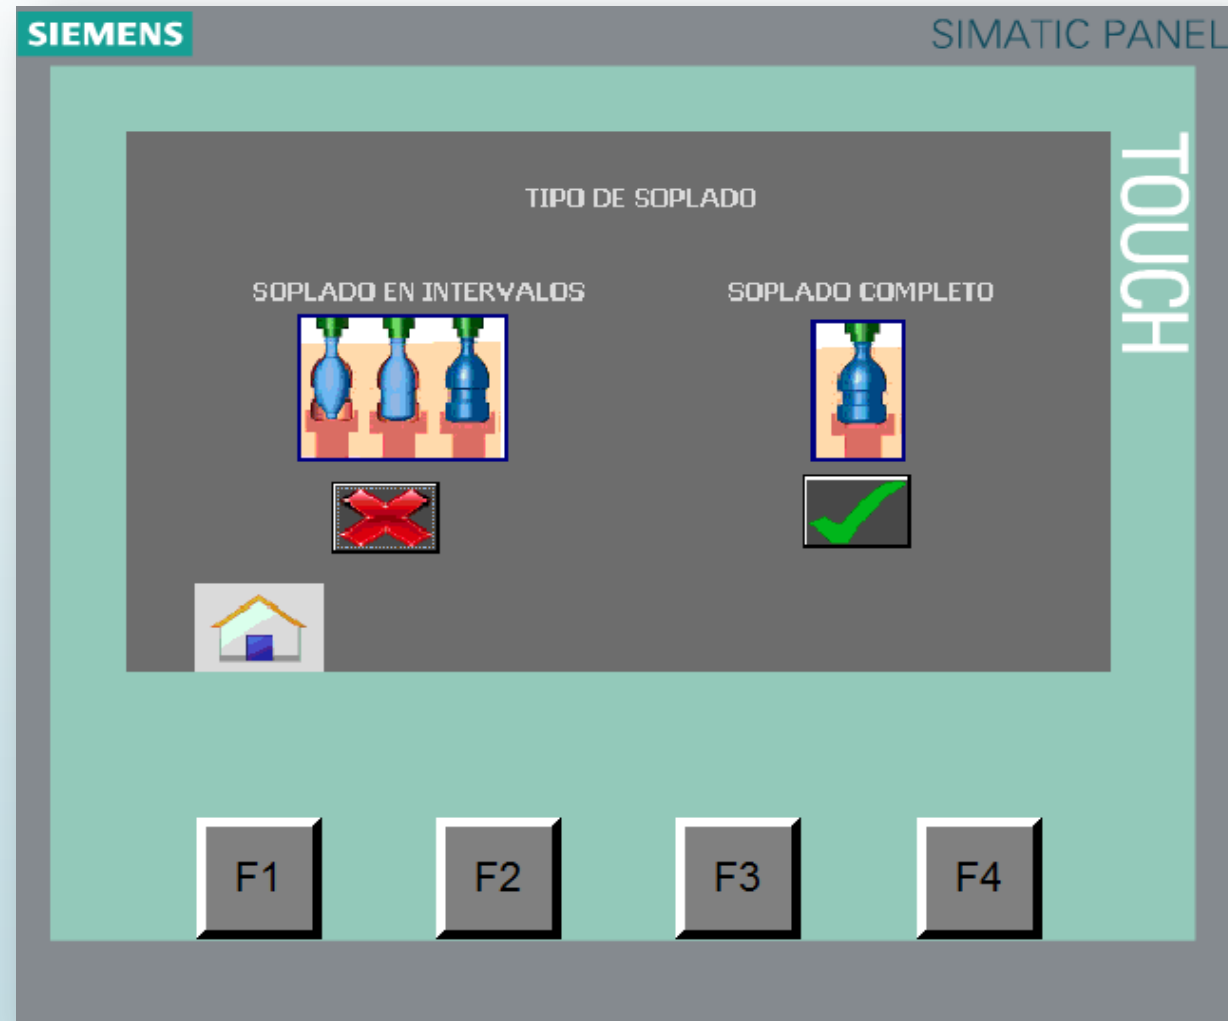 SIEMENS
SIMATIC PANEL
TOUCH
TIPO DE SOPLADO
SOPLADO EN INTERVALOS
SOPLADO COMPLETO
F1
F2
F3
F4